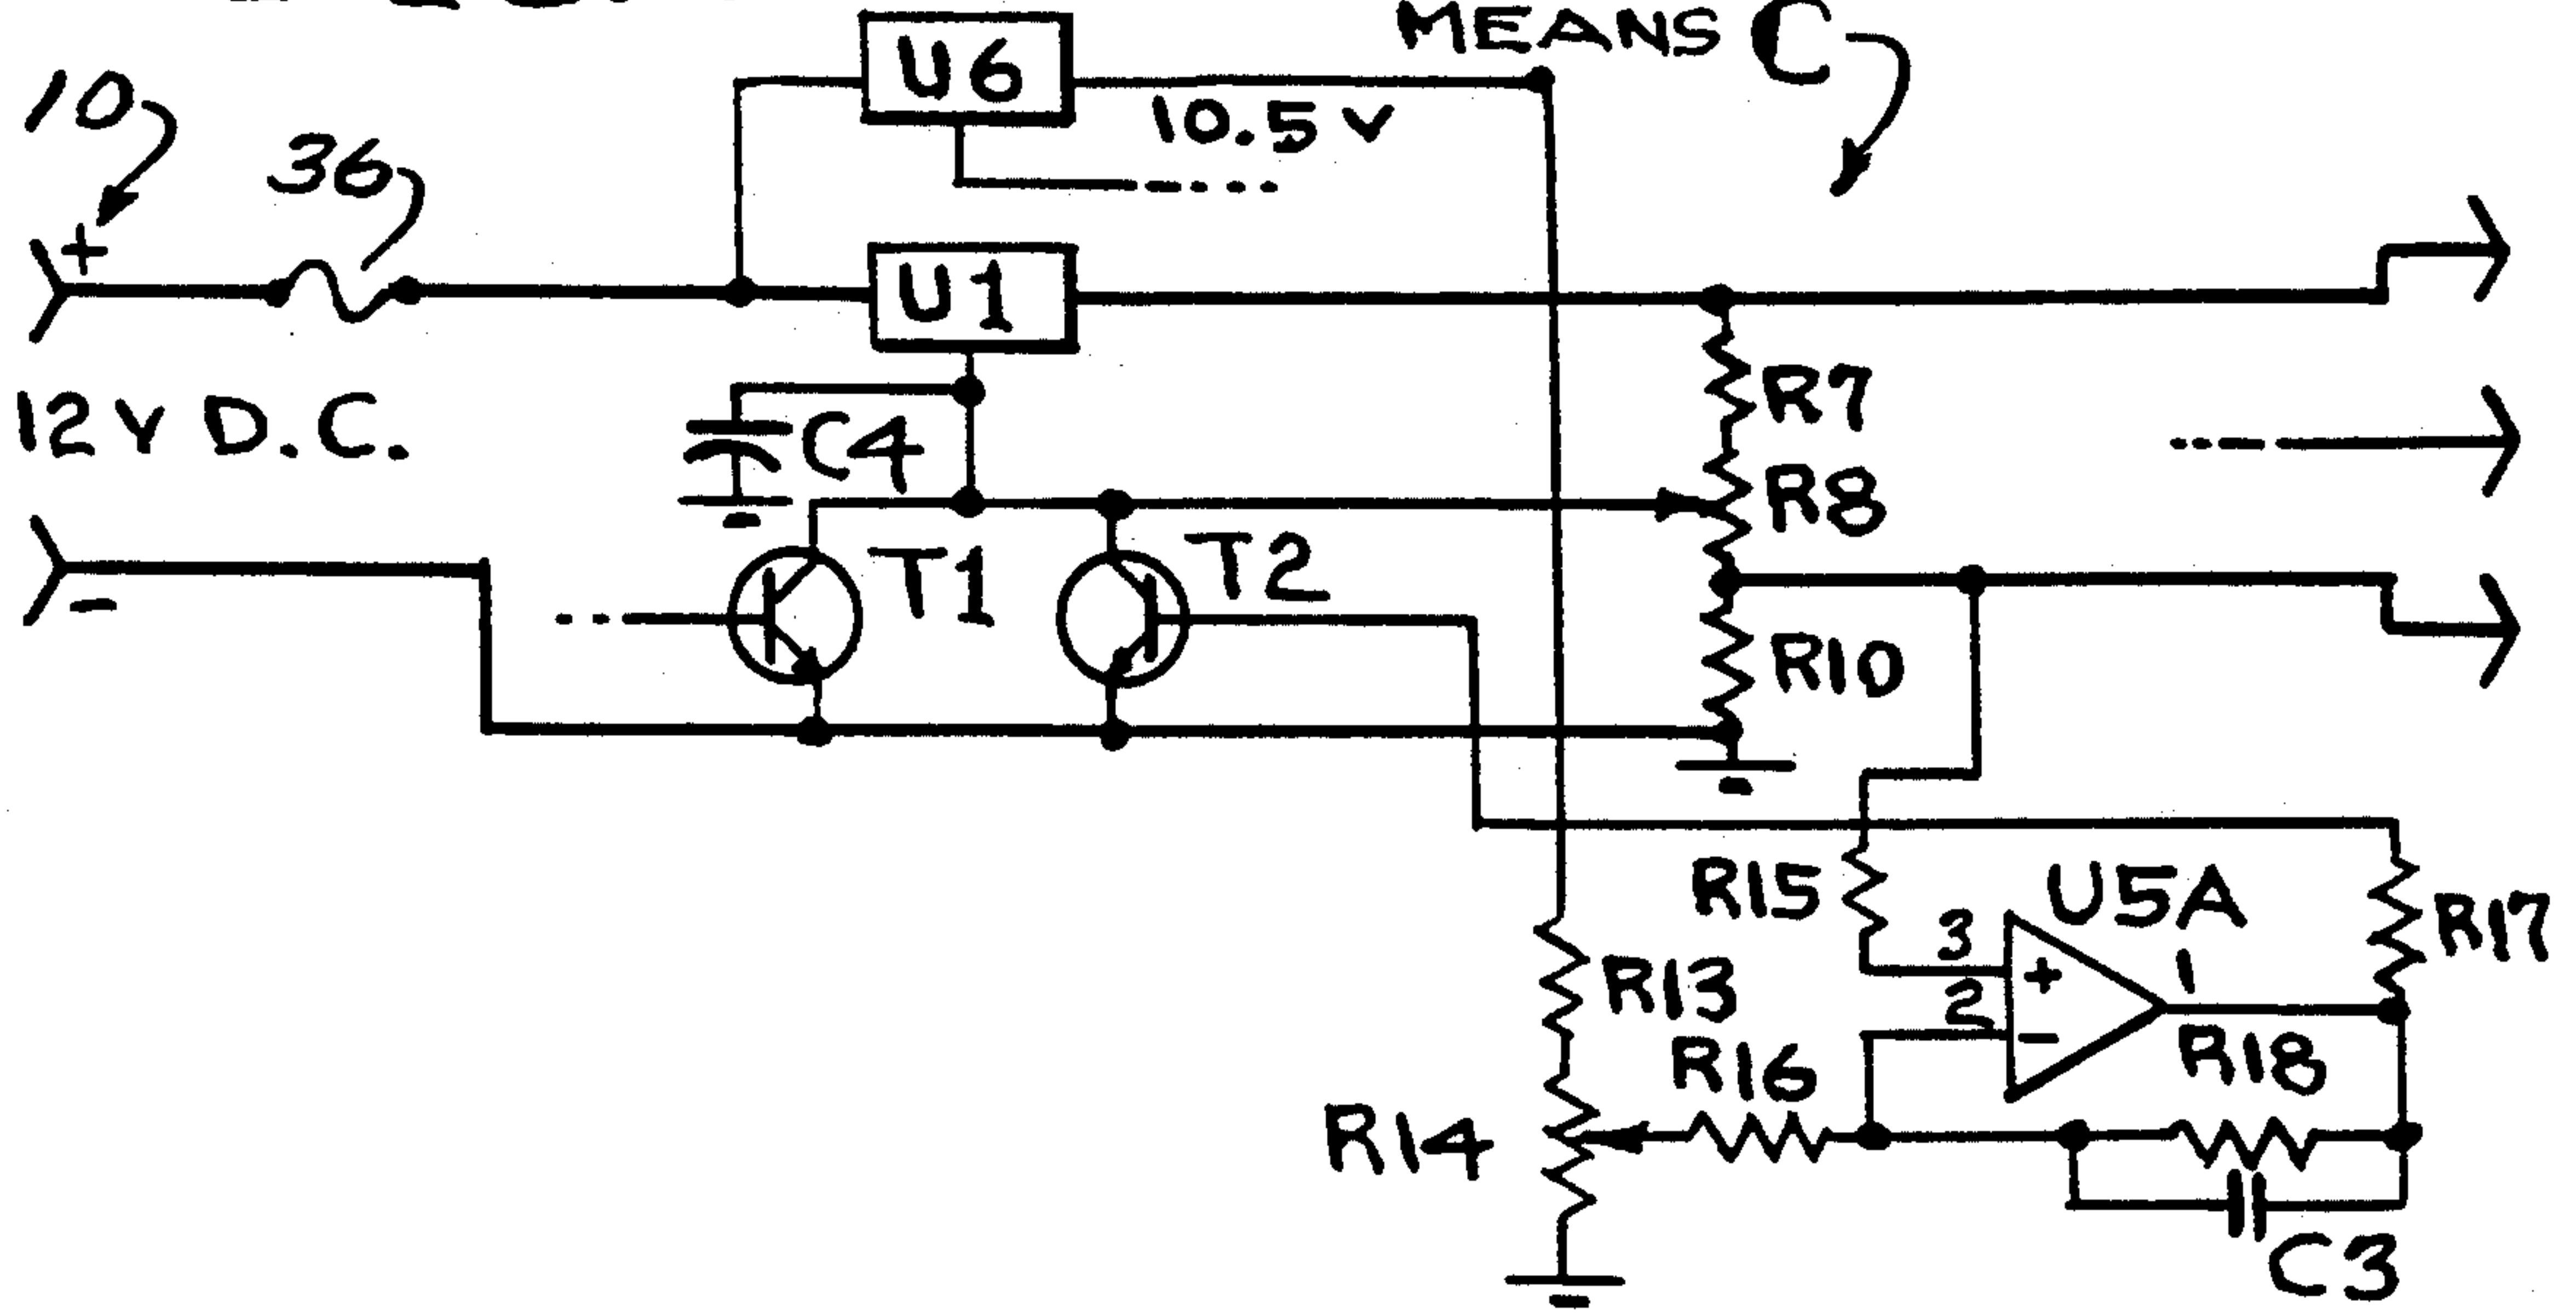 MEANS C
U6
10.5 v
10
36
+
U1
12 V D.C.
C4
R7
R8
T1
T2
-
-
R10
-
R15
3
2
+
-
U5A
1
R17
R13
R16
R18
R14
C3
-